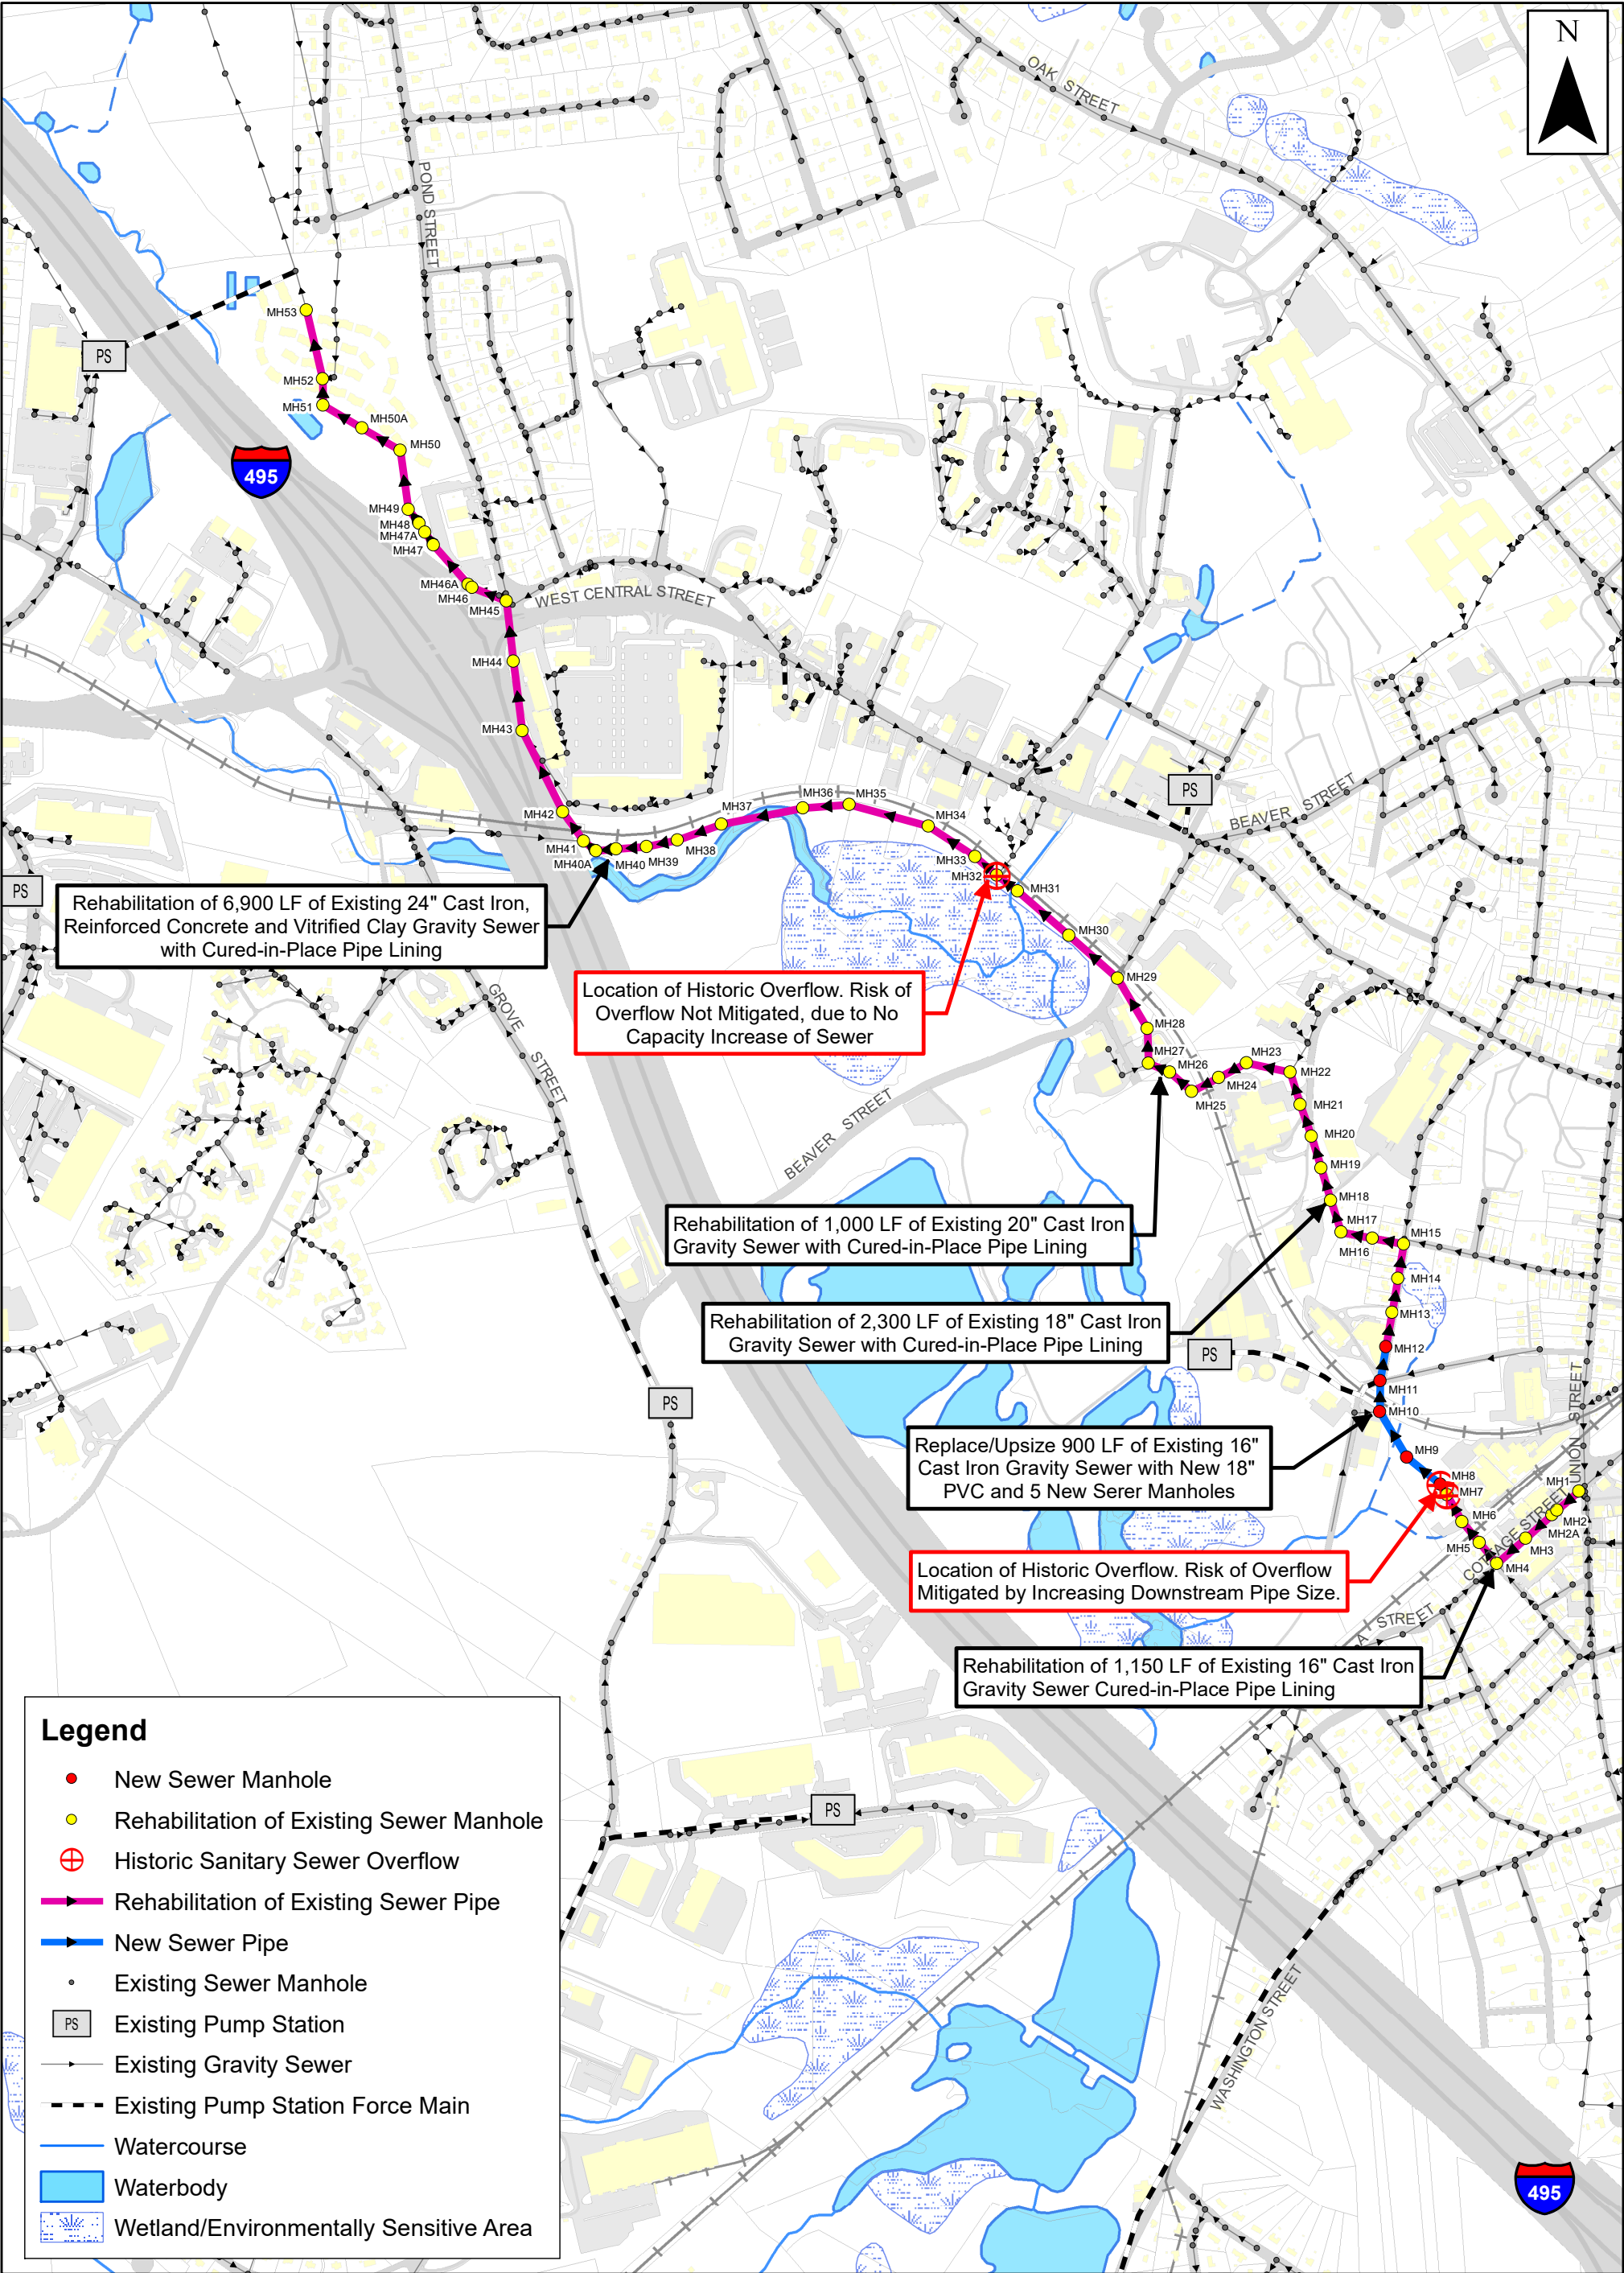 N
OAK STREET
POND STREET
MH53
PS
MH52
MH51
MH50A
MH50
495
MH49
MH48
MH47A
MH47
MH46A
MH46
MH45
WEST CENTRAL STREET
MH44
MH43
MH42
MH41
MH40A
MH40
MH39
MH38
MH37
MH36
MH35
MH34
MH33
MH32
MH31
MH30
MH29
MH28
MH27
MH26
MH25
MH24
MH23
MH22
MH21
MH20
MH19
MH18
MH17
MH16
MH15
MH14
MH13
MH12
MH11
MH10
MH9
MH8
MH7
MH6
MH5
MH4
MH3
MH2A
MH2
MH1
PS
BEAVER STREET
PS
Rehabilitation of 6,900 LF of Existing 24" Cast Iron,
Reinforced Concrete and Vitrified Clay Gravity Sewer
with Cured-in-Place Pipe Lining
Location of Historic Overflow. Risk of
Overflow Not Mitigated, due to No
Capacity Increase of Sewer
GROVE STREET
BEAVER STREET
Rehabilitation of 1,000 LF of Existing 20" Cast Iron
Gravity Sewer with Cured-in-Place Pipe Lining
Rehabilitation of 2,300 LF of Existing 18" Cast Iron
Gravity Sewer with Cured-in-Place Pipe Lining
PS
PS
UNION STREET
Replace/Upsize 900 LF of Existing 16"
Cast Iron Gravity Sewer with New 18"
PVC and 5 New Serer Manholes
COTTAGE STREET
Location of Historic Overflow. Risk of Overflow
Mitigated by Increasing Downstream Pipe Size.
STREET
Rehabilitation of 1,150 LF of Existing 16" Cast Iron
Gravity Sewer Cured-in-Place Pipe Lining
PS
WASHINGTON STREET
495
Legend
New Sewer Manhole
Rehabilitation of Existing Sewer Manhole
Historic Sanitary Sewer Overflow
Rehabilitation of Existing Sewer Pipe
New Sewer Pipe
Existing Sewer Manhole
PS Existing Pump Station
Existing Gravity Sewer
Existing Pump Station Force Main
Watercourse
Waterbody
Wetland/Environmentally Sensitive Area